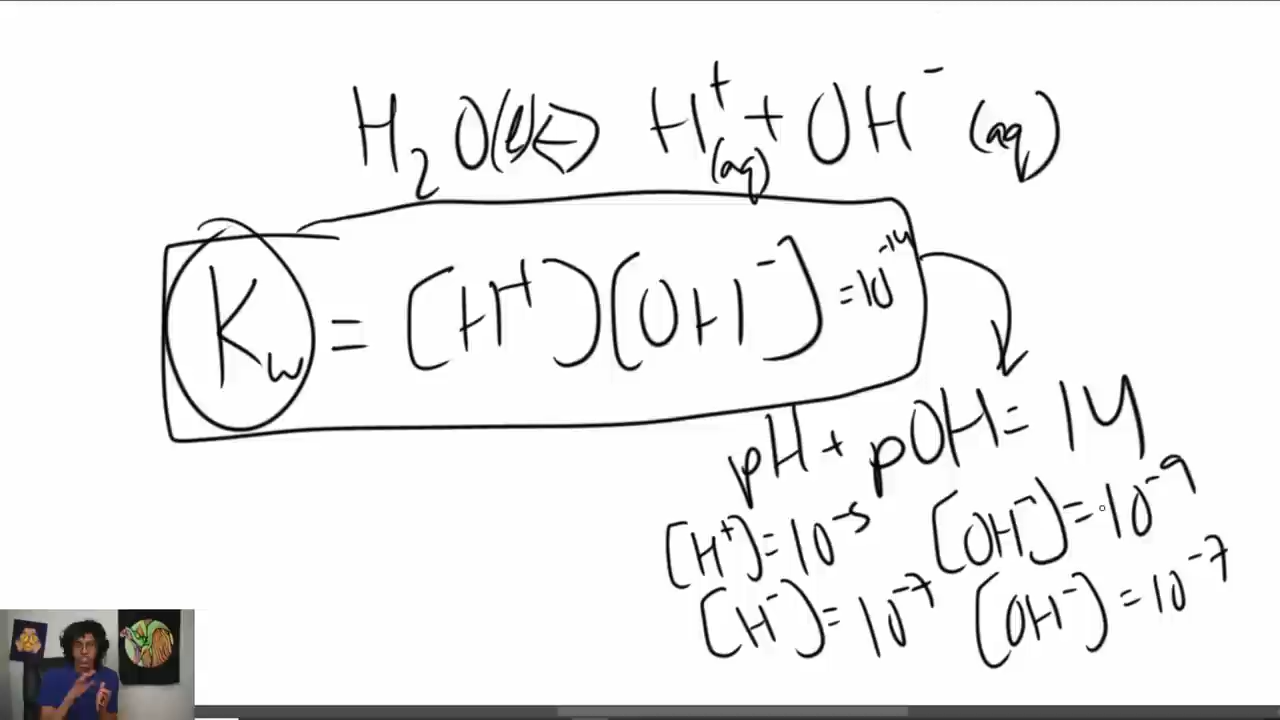 H₂O(l) <-> H⁺(aq) + OH⁻ (aq)
Kw = [H⁺][OH⁻] = 10⁻¹⁴
pH + pOH = 14
[H⁺] = 10⁻⁵ [OH⁻] = 10⁻⁹
[H⁻] = 10⁻⁷ [OH⁻] = 10⁻⁷